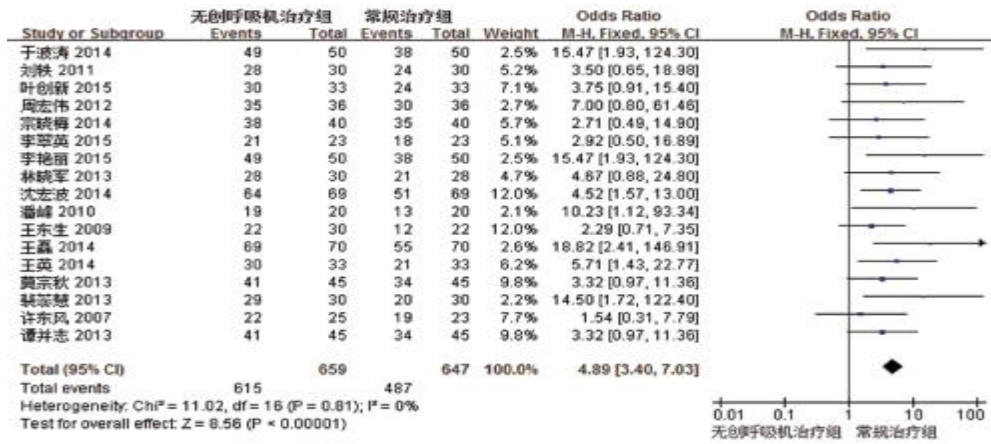 无创呼吸机治疗组 常规治疗组 Odds Ratio Odds Ratio
Study or Subgroup Events Total Events Total Weight M-H, Fixed, 95% CI M-H, Fixed, 95% CI
于波涛 2014 49 50 38 50 2.5% 15.47 [1.93, 124.30]
刘轶 2011 28 30 24 30 5.2% 3.50 [0.65, 18.98]
叶创新 2015 30 33 24 33 7.2% 3.75 [0.91, 15.40]
周宏伟 2012 35 36 30 36 2.7% 7.00 [0.80, 61.46]
宗晓梅 2014 38 40 35 40 5.2% 2.71 [0.49, 14.90]
李翠英 2015 21 23 18 23 5.1% 2.92 [0.50, 16.89]
李艳丽 2015 49 50 38 50 2.5% 15.47 [1.93, 124.30]
林晓军 2013 28 30 21 28 5.1% 4.67 [0.88, 24.80]
沈宏波 2014 64 69 51 69 12.0% 4.52 [1.57, 13.00]
潘峰 2010 19 20 13 20 2.1% 10.23 [1.12, 93.34]
王东生 2009 22 30 12 22 12.0% 2.29 [0.71, 7.35]
王磊 2014 69 70 55 70 2.6% 18.82 [2.41, 146.91]
王英 2014 30 33 21 33 6.2% 5.71 [1.43, 22.77]
莫宗秋 2013 41 45 34 45 9.8% 3.32 [0.97, 11.36]
2013 29 30 20 30 2.2% 14.50 [1.72, 122.40]
许东风, 2007 22 25 19 23 7.7% 1.54 [0.31, 7.79]
谭并志 2013 41 45 34 45 9.8% 3.32 [0.97, 11.36]
Total (95% CI) 659 647 100.0% 4.89 [3.40, 7.03]
Total events 615 487
Heterogeneity: Chi² = 11.02, df = 16 (P = 0.81); I² = 0%
Test for overall effect: Z = 8.56 (P < 0.00001)
0.01 0.1 1 10 100
无创呼吸机治疗组 常规治疗组